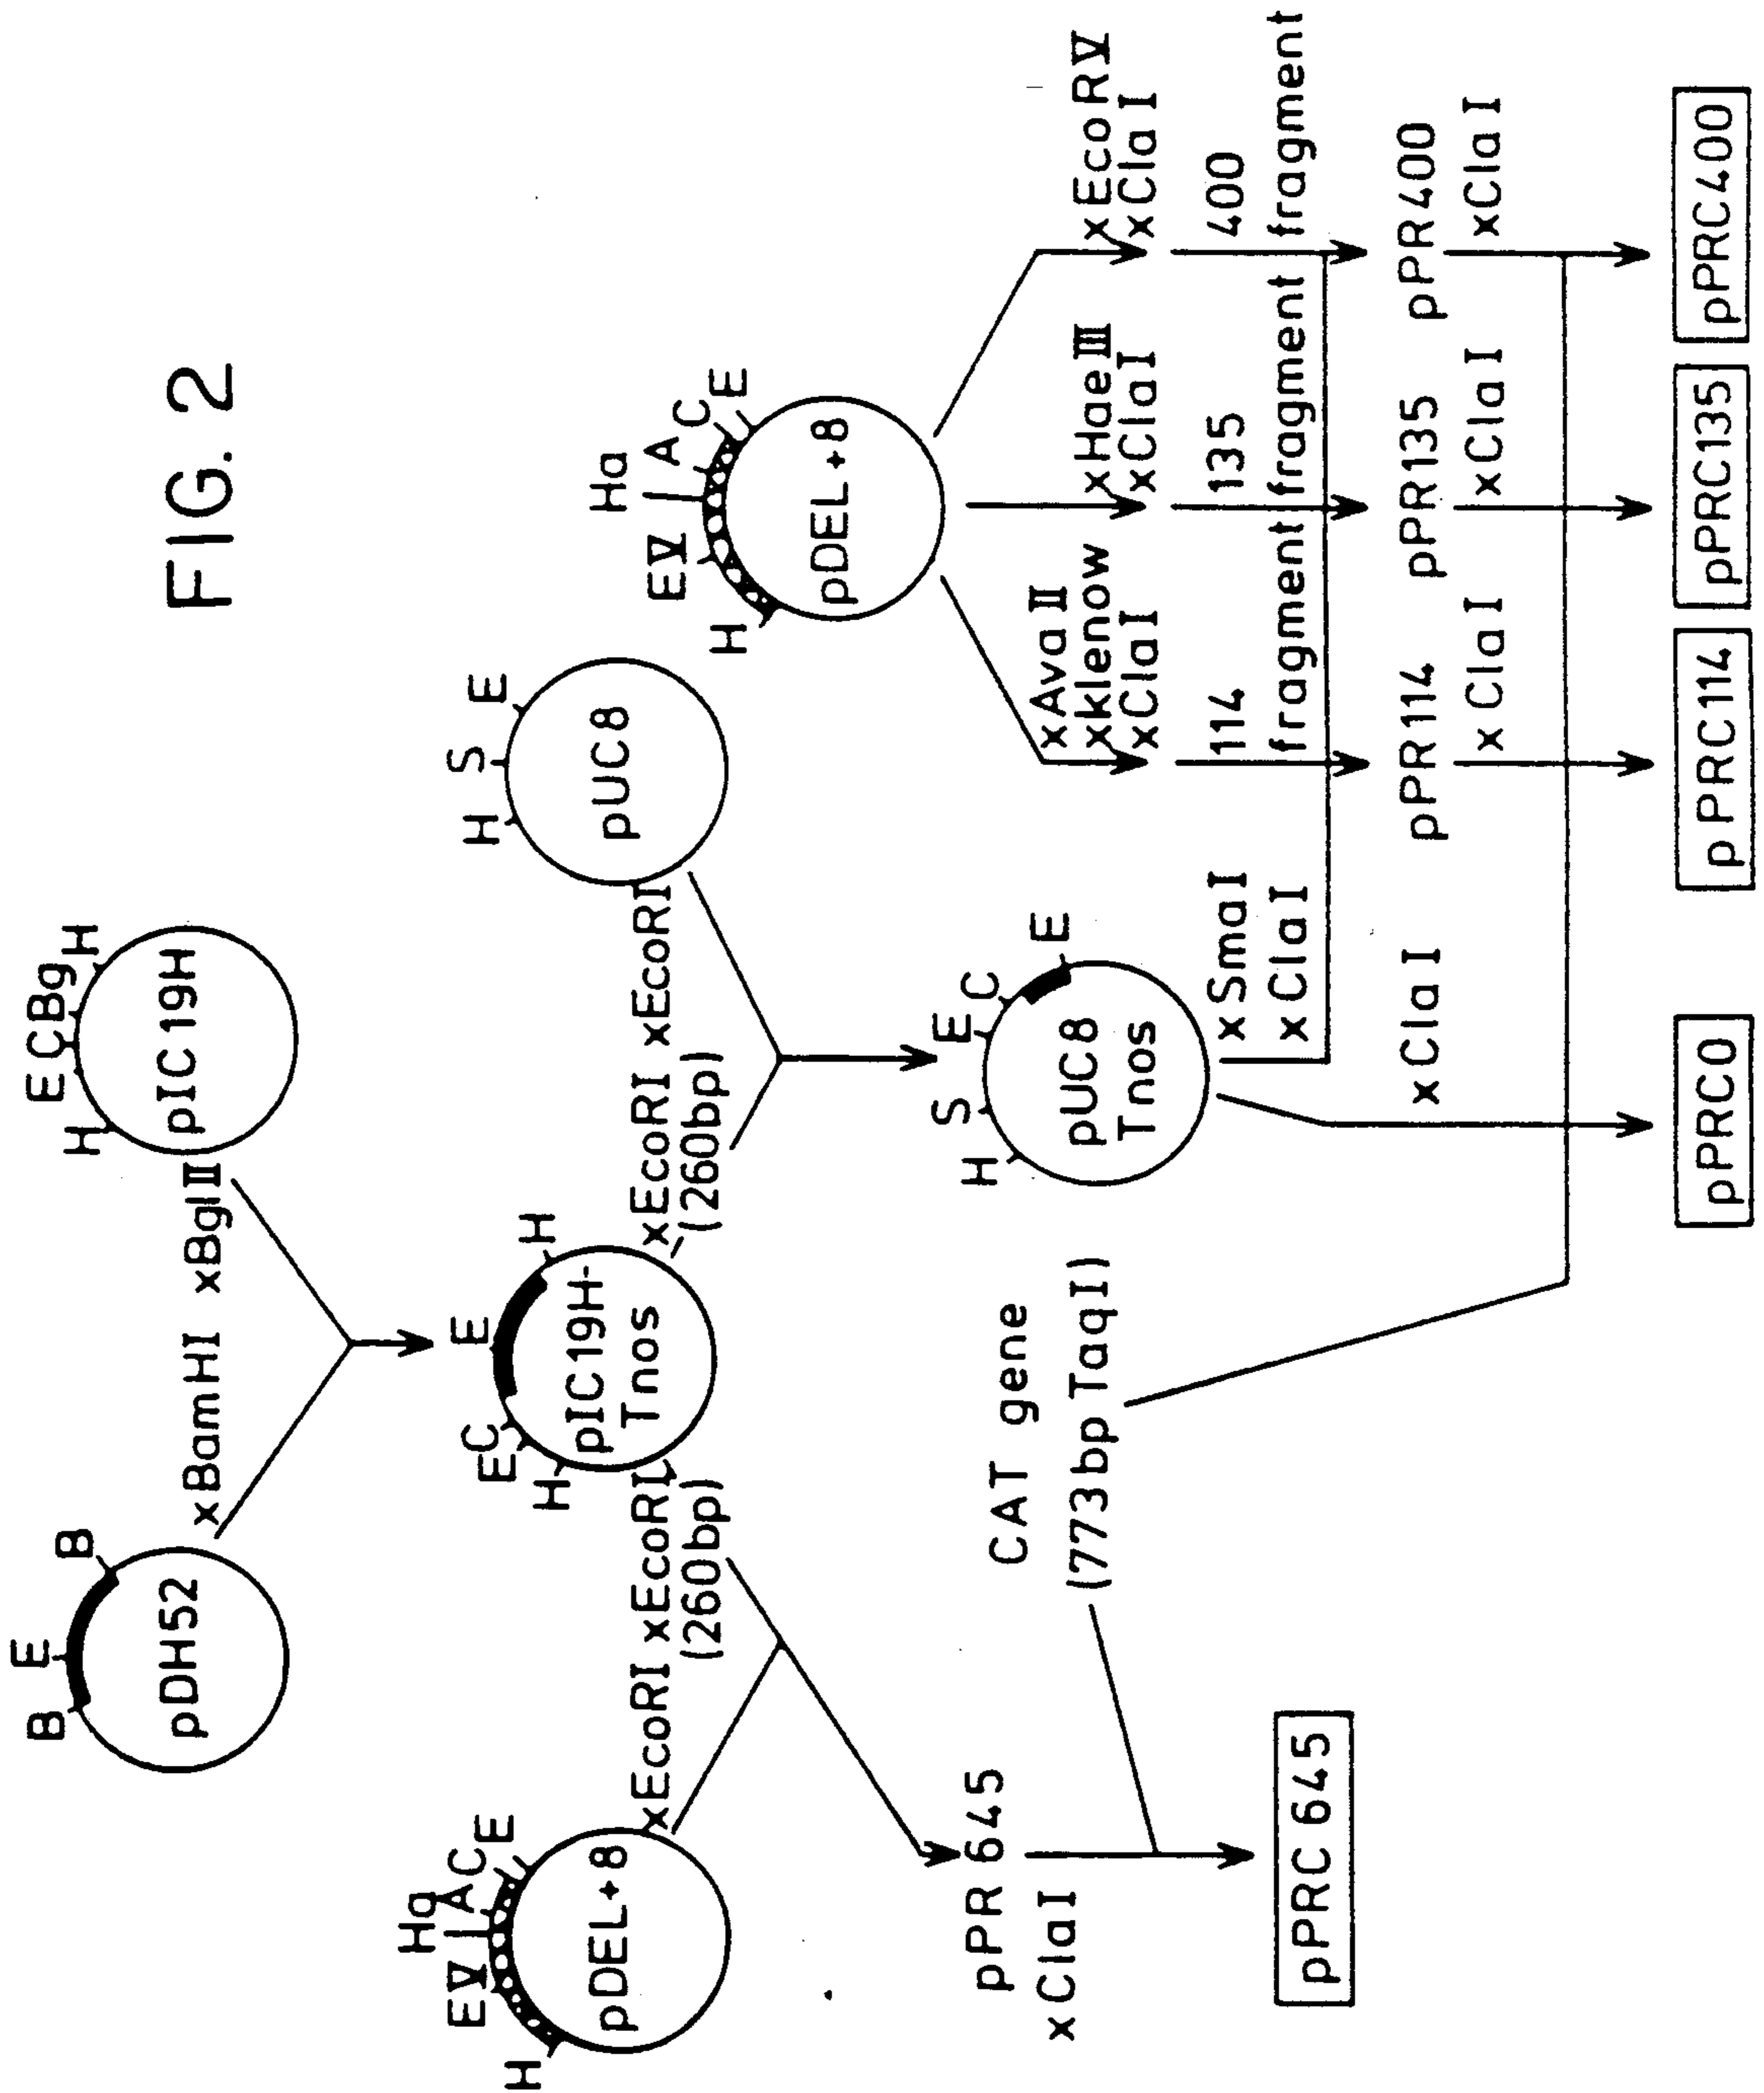 FIG. 2
B E B
pDH52
xBamHI xBglII
H E C Bg H
pIC19H
H EV Ha A C E
pDEL+8
xEcoRI xEcoRI
(260bp)
H E C E H
pIC19H-
Tnos
xEcoRI xEcoRI
(260bp)
H S E
pUC8
H EV Ha A C E
pDEL+8
pPR645
xClaI
CAT gene
(773bp TaqI)
pPRC645
H S E C E
pUC8
Tnos
xSmaI
xClaI
xClaI
xAvaII
xklenow
xClaI
xHaeIII
xClaI
xEcoRV
xClaI
114
fragment
135
fragment
400
fragment
pPR114
xClaI
pPR135
xClaI
pPR400
xClaI
pPRC0
pPRC114
pPRC135
pPRC400